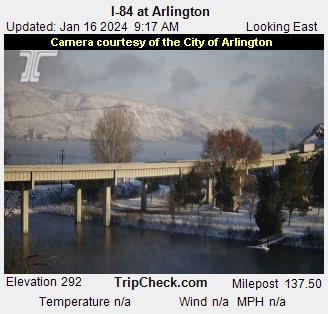 I-84 at Arlington
Updated: Jan 16 2024 9:17 AM Looking East
Camera courtesy of the City of Arlington
Elevation 292 TripCheck.com Milepost 137.50
Temperature n/a Wind n/a MPH n/a